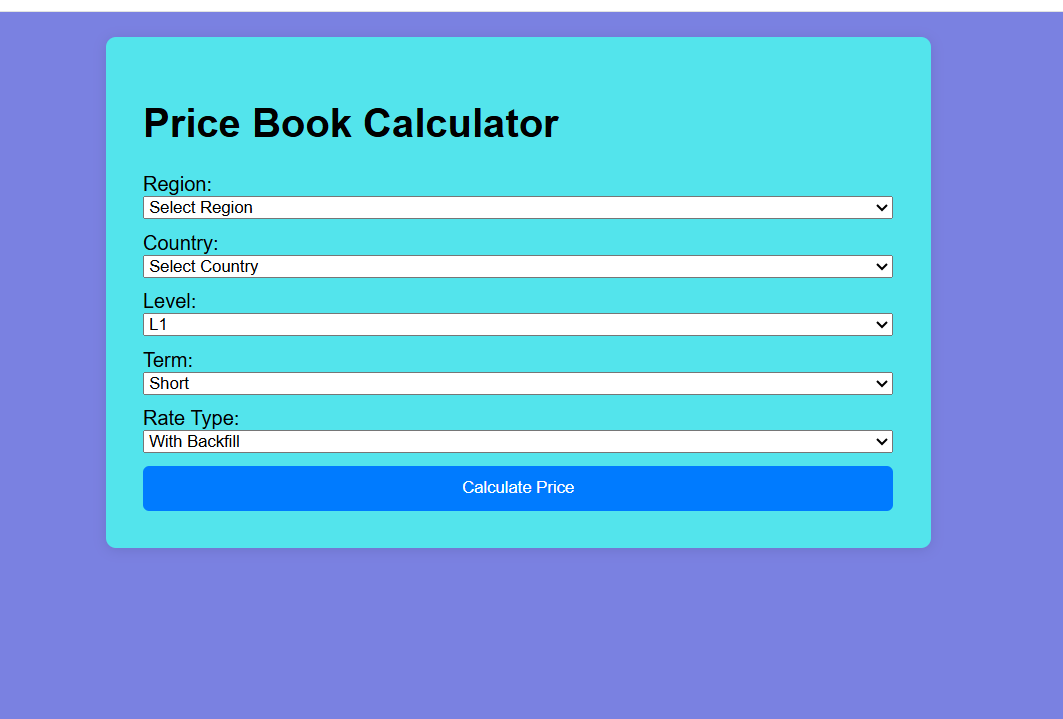 Price Book Calculator
Region:
Select Region
Country:
Select Country
Level:
L1
Term:
Short
Rate Type:
With Backfill
Calculate Price